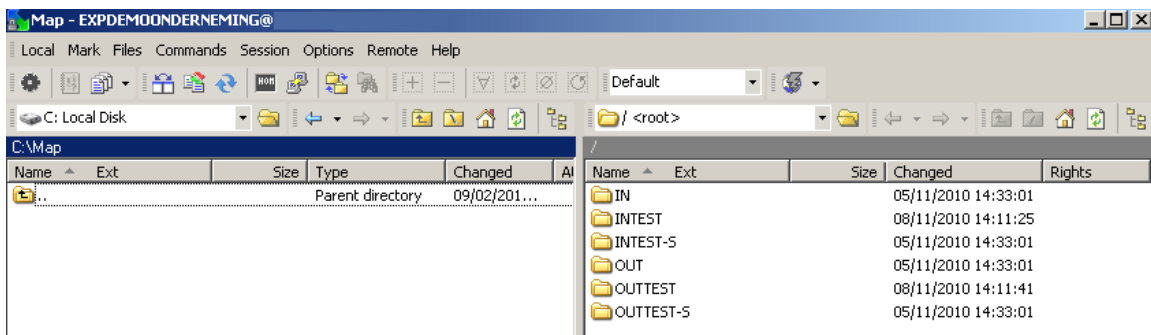 Map - EXPDEMOONDERNEMING@
Local Mark Files Commands Session Options Remote Help
Default
C: Local Disk
/ <root>
C:\Map
/
Name Ext Size Type Changed
Name Ext Size Changed Rights
.. Parent directory 09/02/201...
IN 05/11/2010 14:33:01
INTEST 08/11/2010 14:11:25
INTEST-S 05/11/2010 14:33:01
OUT 05/11/2010 14:33:01
OUTTEST 08/11/2010 14:11:41
OUTTEST-S 05/11/2010 14:33:01